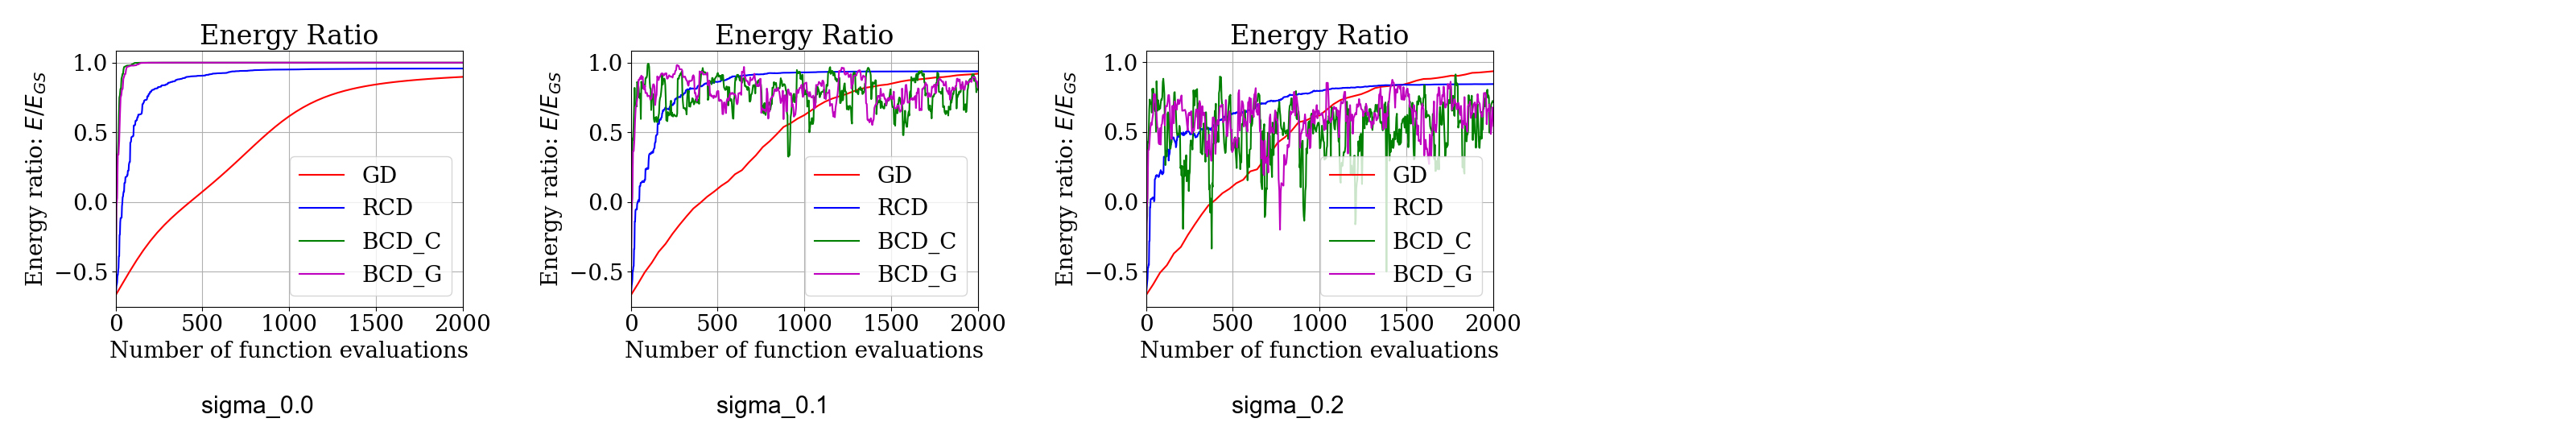 Energy Ratio
Energy ratio: E/E_GS
1.0
0.5
0.0
−0.5
0 500 1000 1500 2000
Number of function evaluations
GD
RCD
BCD_C
BCD_G
sigma_0.0
Energy Ratio
Energy ratio: E/E_GS
1.0
0.5
0.0
−0.5
0 500 1000 1500 2000
Number of function evaluations
GD
RCD
BCD_C
BCD_G
sigma_0.1
Energy Ratio
Energy ratio: E/E_GS
1.0
0.5
0.0
−0.5
0 500 1000 1500 2000
Number of function evaluations
GD
RCD
BCD_C
BCD_G
sigma_0.2